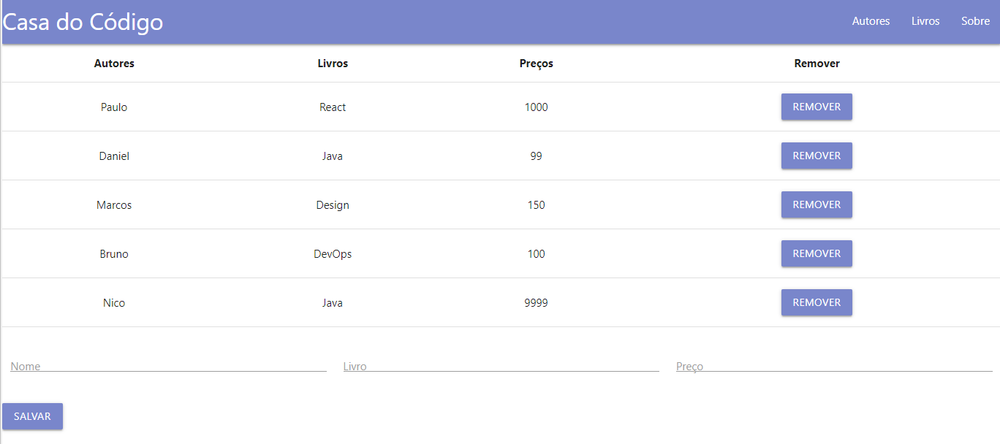 Casa do Código Autores Livros Sobre
Autores Livros Preços Remover
Paulo React 1000 REMOVER
Daniel Java 99 REMOVER
Marcos Design 150 REMOVER
Bruno DevOps 100 REMOVER
Nico Java 9999 REMOVER
Nome Livro Preço
SALVAR